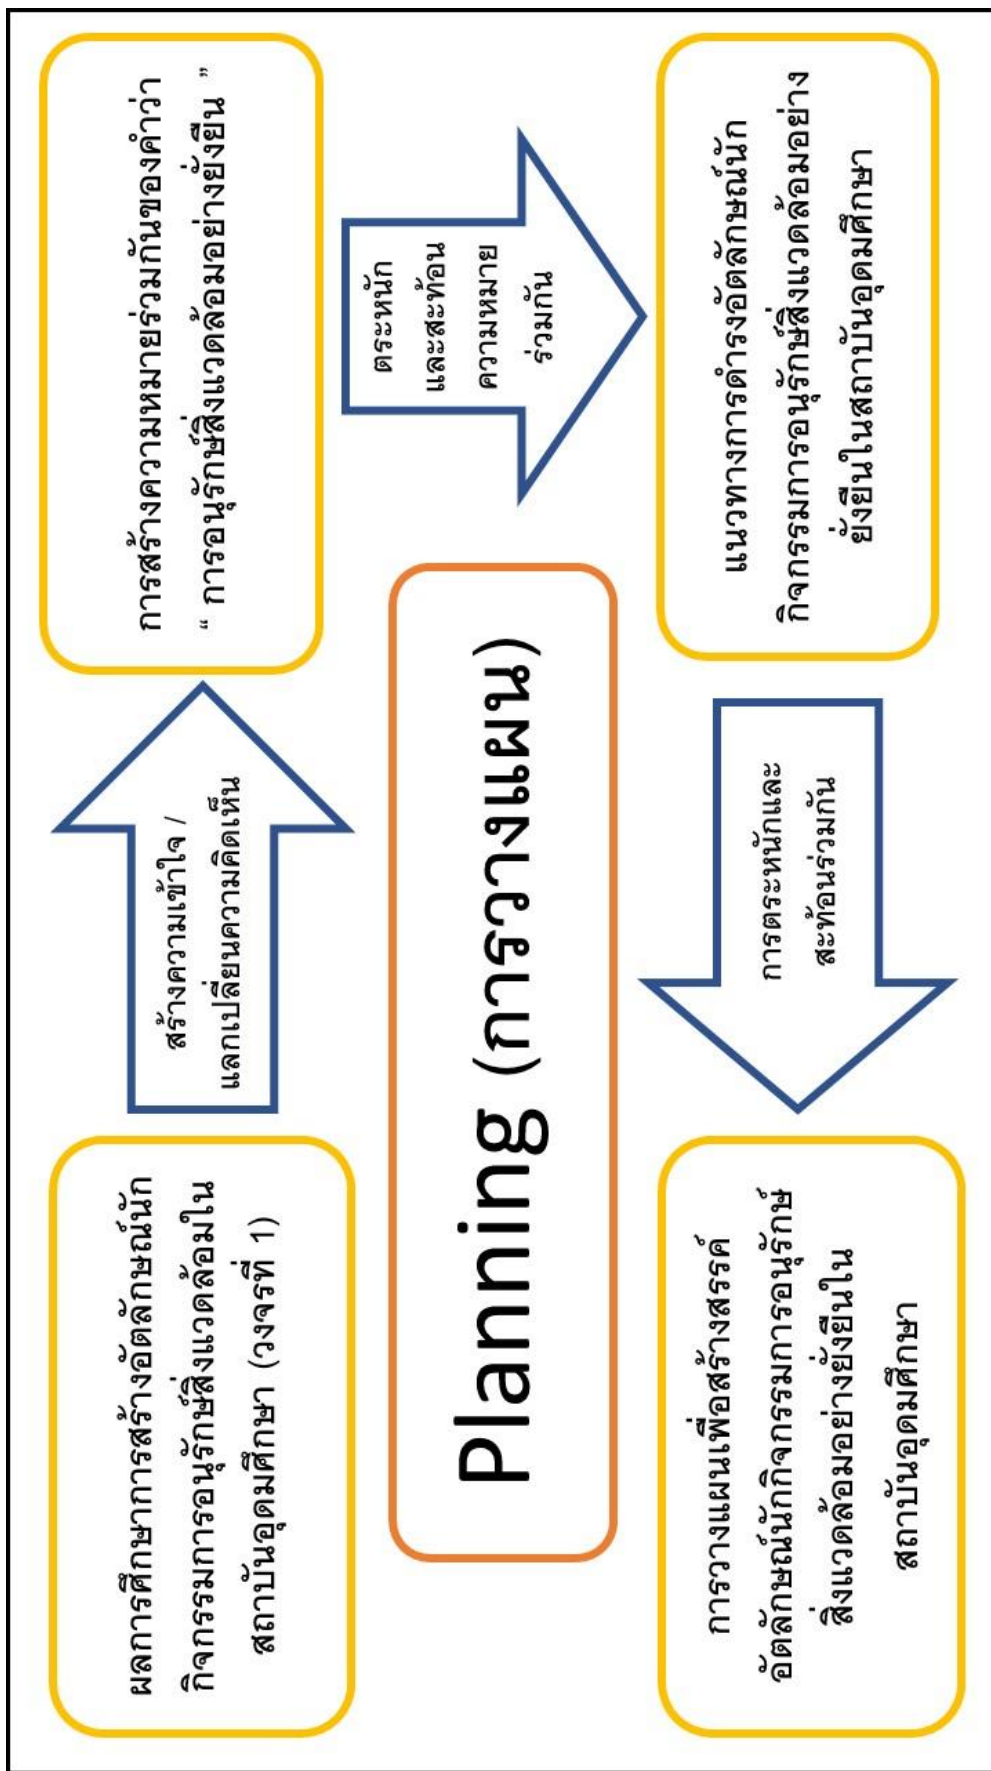 ผลการศึกษาการสร้างอัตลักษณ์นัก
กิจกรรมการอนุรักษ์สิ่งแวดล้อมใน
สถาบันอุดมศึกษา (วงจรที่ 1)
สร้างความเข้าใจ /
แลกเปลี่ยนความคิดเห็น
การสร้างความหมายร่วมกันของคำว่า
“ การอนุรักษ์สิ่งแวดล้อมอย่างยั่งยืน ”
ตระหนัก
และสะท้อน
ความหมาย
ร่วมกัน
Planning (การวางแผน)
แนวทางการดำรงอัตลักษณ์นัก
กิจกรรมการอนุรักษ์สิ่งแวดล้อมอย่าง
ยั่งยืนในสถาบันอุดมศึกษา
การตระหนักและ
สะท้อนร่วมกัน
การวางแผนเพื่อสร้างสรรค์
อัตลักษณ์นักกิจกรรมการอนุรักษ์
สิ่งแวดล้อมอย่างยั่งยืนใน
สถาบันอุดมศึกษา